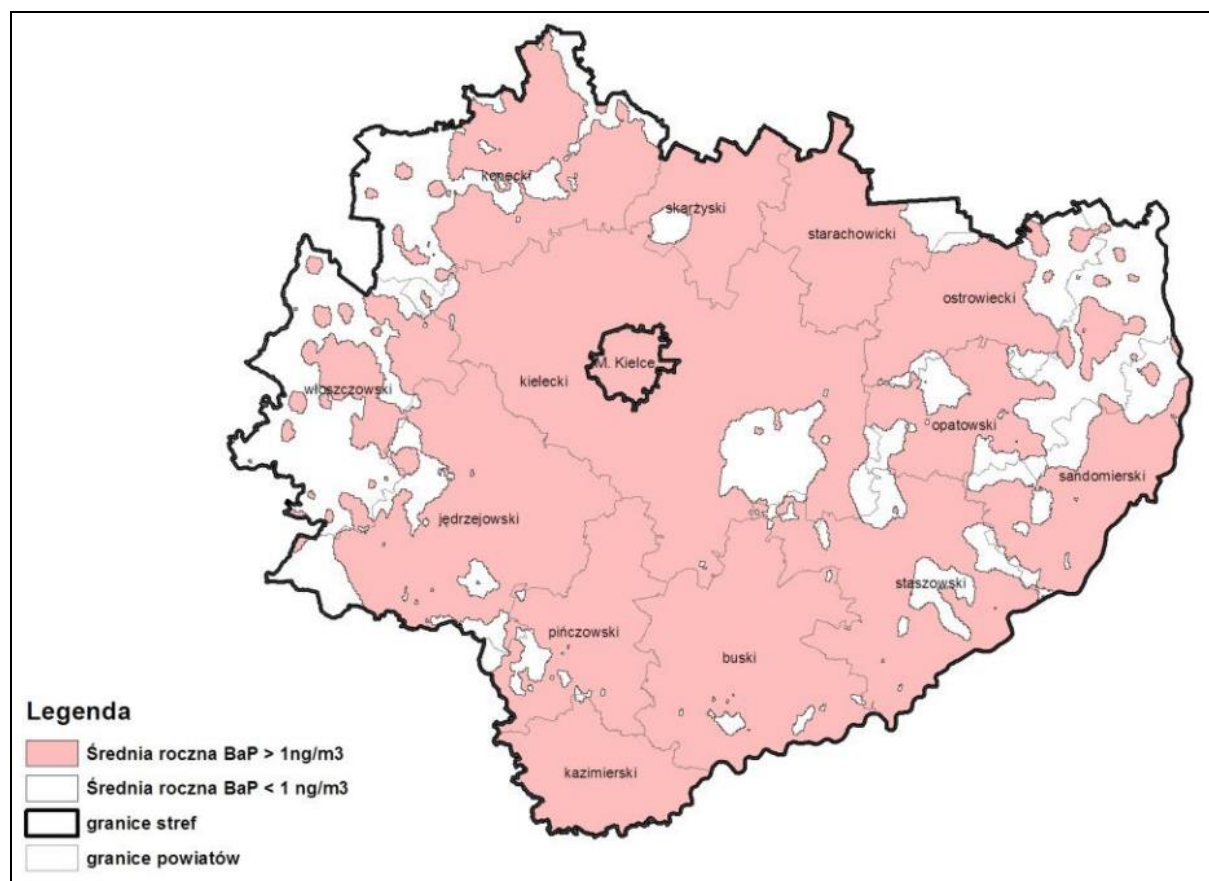 konecki
skarżyski
starachowicki
ostrowiecki
M. Kielce
kielecki
włoszczowski
opatowski
sandomierski
jędrzejowski
staszowski
pińczowski
buski
kazimierski
Legenda
Średnia roczna BaP > 1ng/m3
Średnia roczna BaP < 1 ng/m3
granice stref
granice powiatów